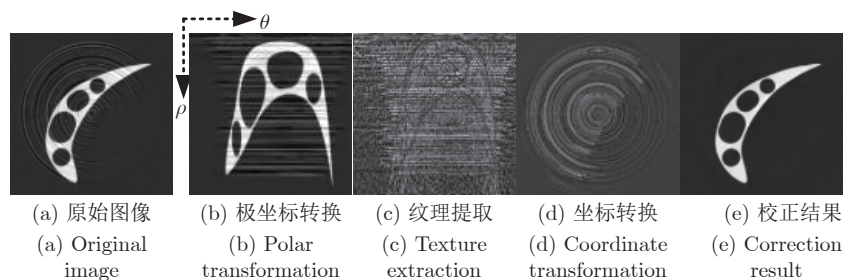 θ
ρ
(a) 原始图像 (b) 极坐标转换 (c) 纹理提取 (d) 坐标转换 (e) 校正结果
(a) Original (b) Polar (c) Texture (d) Coordinate (e) Correction
image transformation extraction transformation result